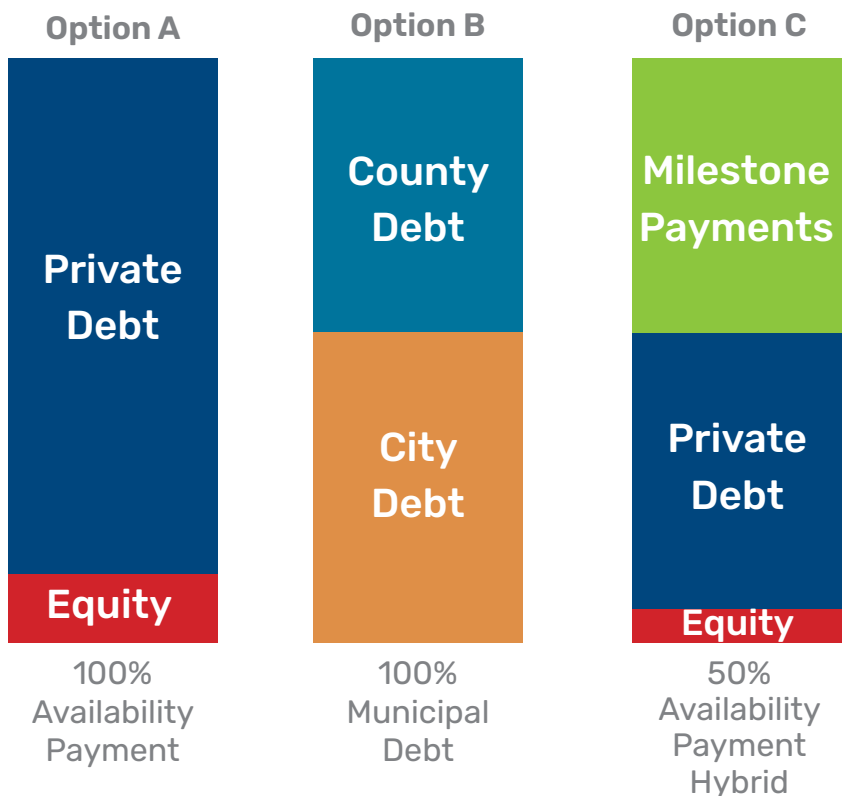 Option A
Private
Debt
Equity
100%
Availability
Payment
Option B
County
Debt
City
Debt
100%
Municipal
Debt
Option C
Milestone
Payments
Private
Debt
Equity
50%
Availability
Payment
Hybrid